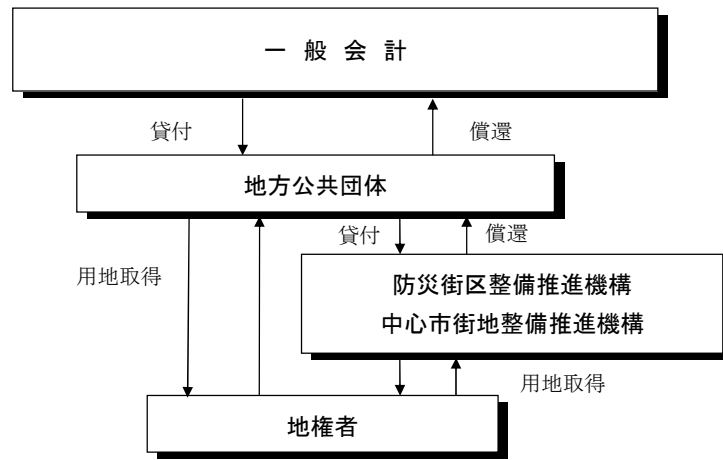 一 般 会 計
貸付
償還
地方公共団体
貸付
償還
用地取得
防災街区整備推進機構
中心市街地整備推進機構
用地取得
地権者